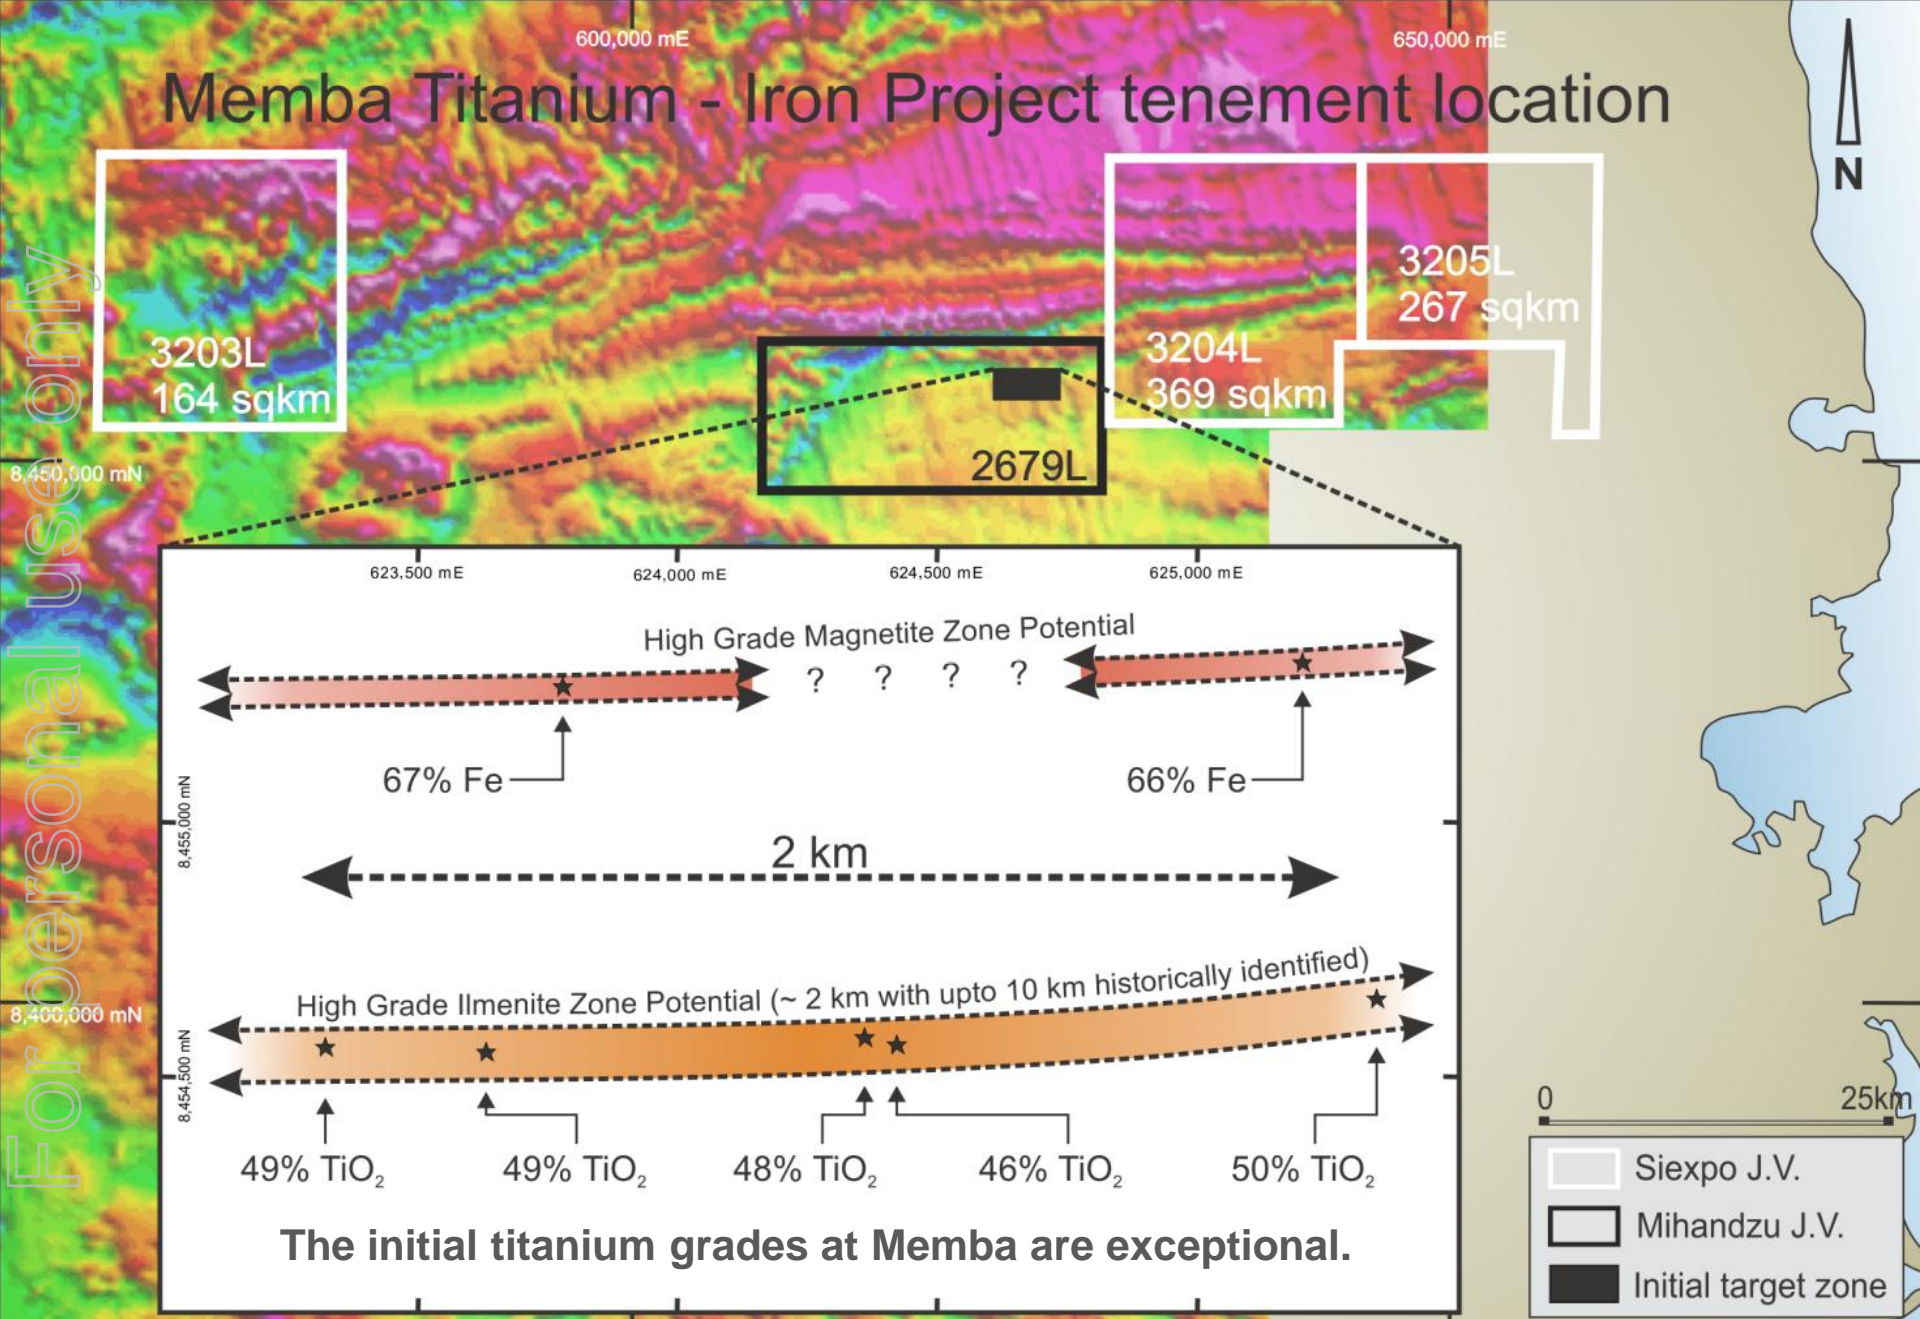 600,000 mE
650,000 mE
Memba Titanium - Iron Project tenement location
N
3205L
267 sqkm
3203L
164 sqkm
3204L
369 sqkm
2679L
8,450,000 mN
For personal use only
623,500 mE
624,000 mE
624,500 mE
625,000 mE
High Grade Magnetite Zone Potential
? ? ? ?
67% Fe
66% Fe
8,455,000 mN
2 km
High Grade Ilmenite Zone Potential (~ 2 km with upto 10 km historically identified)
8,400,000 mN
8,454,500 mN
49% TiO₂
49% TiO₂
48% TiO₂
46% TiO₂
50% TiO₂
The initial titanium grades at Memba are exceptional.
0
25km
Siexpo J.V.
Mihandzu J.V.
Initial target zone